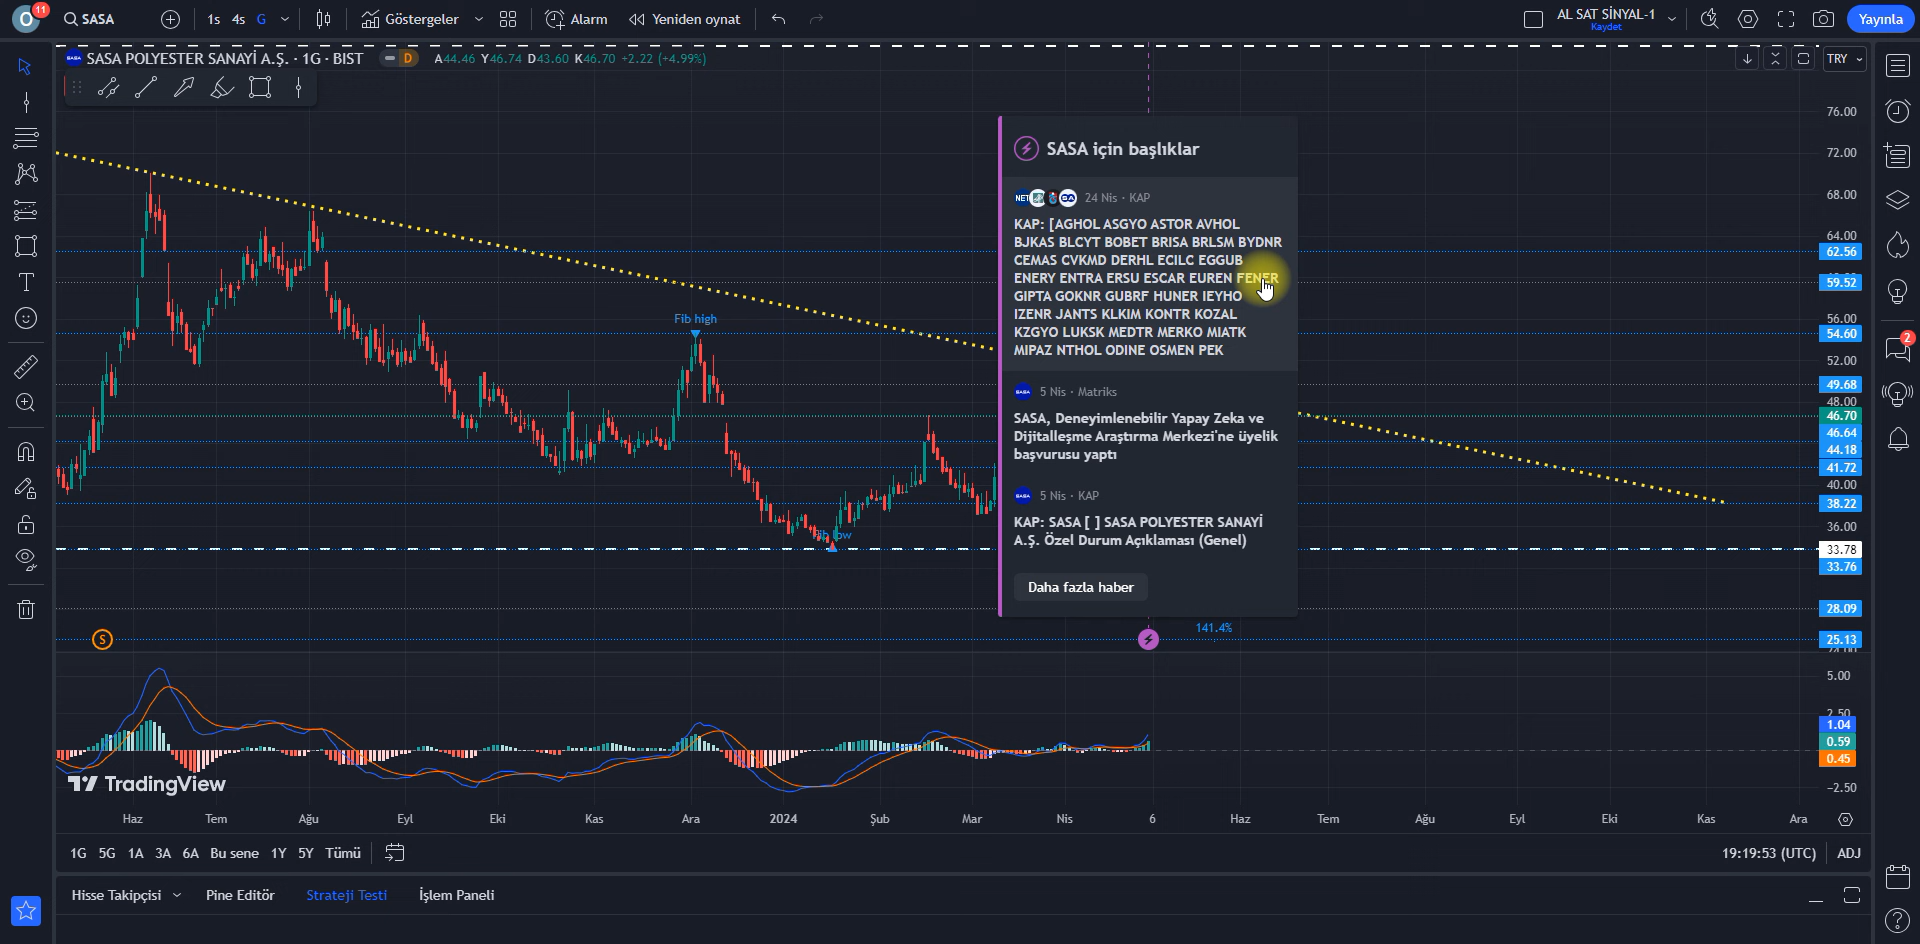 O 11 SASA 1s 4s G Göstergeler Alarm Yeniden oynat AL SAT SİNYAL-1 Kaydet Yayınla
SASA POLYESTER SANAYİ A.Ş. · 1G · BIST D A44.46 Y46.74 D43.60 K46.70 +2.22 (+4.99%) TRY
SASA için başlıklar
24 Nis · KAP
KAP: [AGHOL ASGYO ASTOR AVHOL
BJKAS BLCYT BOBET BRISA BRLSM BYDNR
CEMAS CVKMD DERHL ECILC EGGUB
ENERY ENTRA ERSU ESCAR EUREN FENER
GIPTA GOKNR GUBRF HUNER IEYHO
IZENR JANTS KLKIM KONTR KOZAL
KZGYO LUKSK MEDTR MERKO MIATK
MIPAZ NTHOL ODINE OSMEN PEK
5 Nis · Matriks
SASA, Deneyimlenebilir Yapay Zeka ve
Dijitalleşme Araştırma Merkezi'ne üyelik
başvurusu yaptı
5 Nis · KAP
KAP: SASA [ ] SASA POLYESTER SANAYİ
A.Ş. Özel Durum Açıklaması (Genel)
Daha fazla haber
Fib high
Fib low
141.4%
S
76.00
72.00
68.00
64.00
62.56
59.52
56.00
54.60
52.00
49.68
48.00
46.70
46.64
44.18
41.72
40.00
38.22
36.00
33.78
33.76
28.09
25.13
5.00
2.50
1.04
0.59
0.45
−2.50
2
TradingView
Haz Tem Ağu Eyl Eki Kas Ara 2024 Şub Mar Nis 6 Haz Tem Ağu Eyl Eki Kas Ara
1G 5G 1A 3A 6A Bu sene 1Y 5Y Tümü 19:19:53 (UTC) ADJ
Hisse Takipçisi Pine Editör Strateji Testi İşlem Paneli